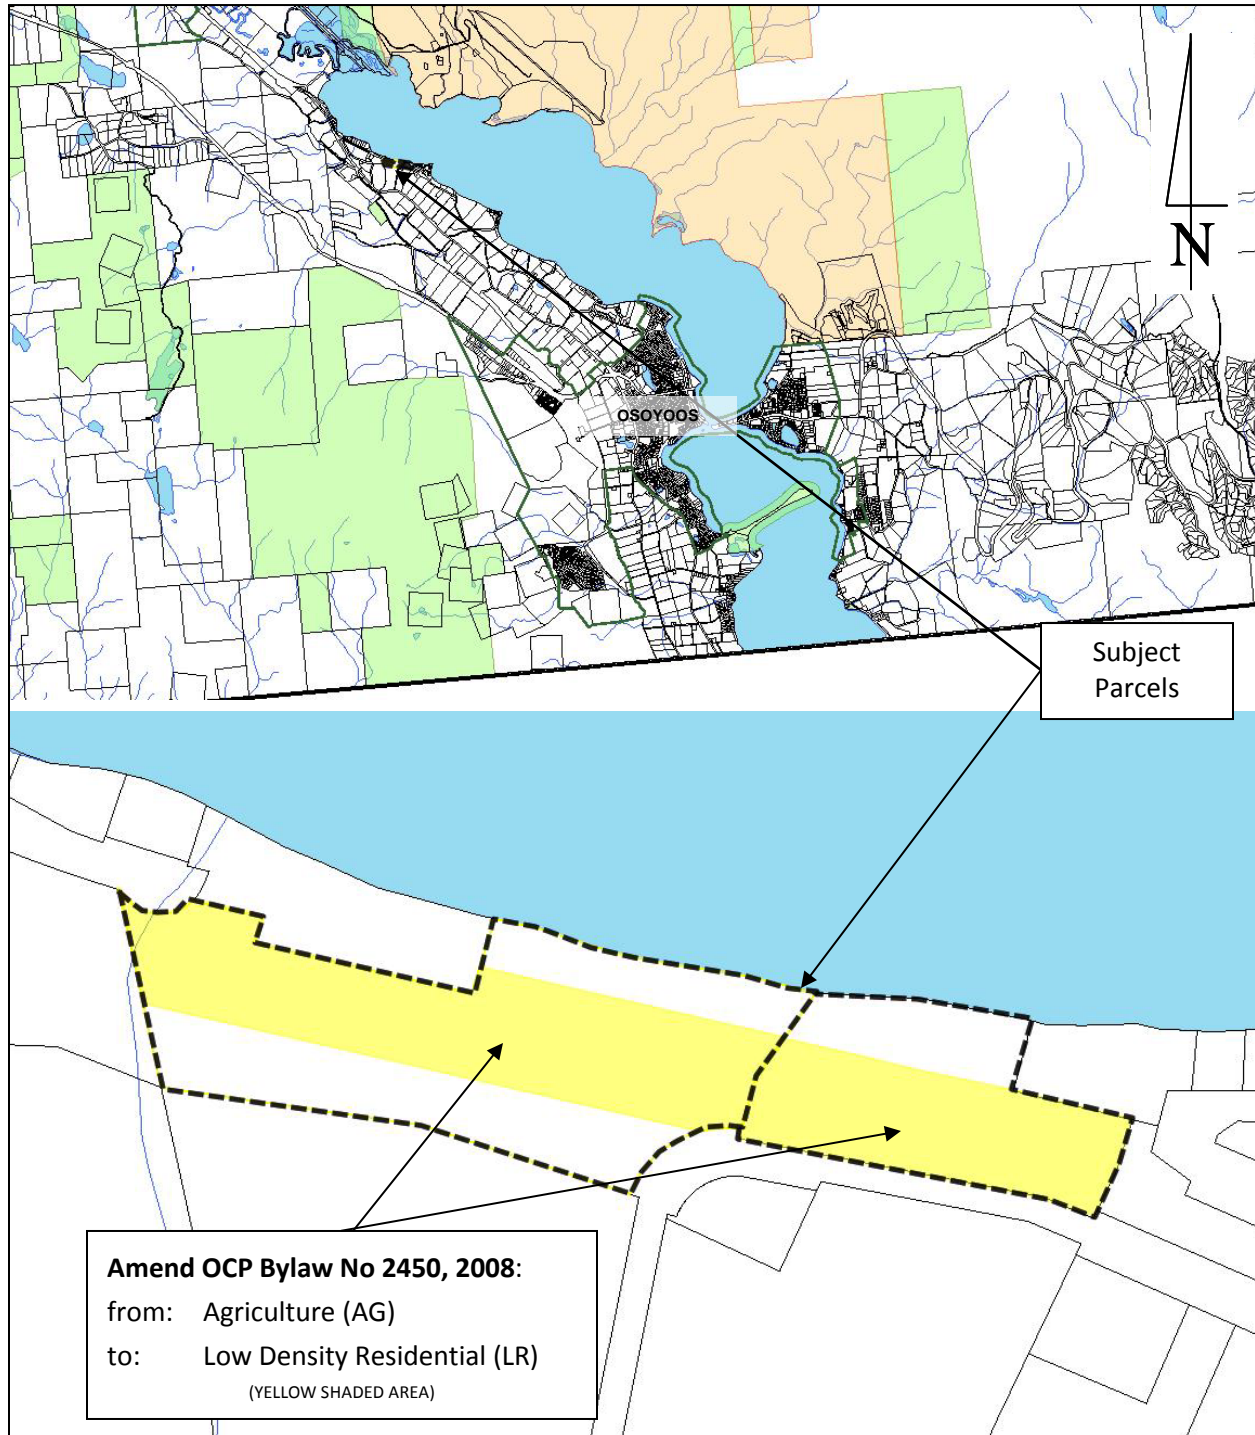 N
OSOYOOS
Subject
Parcels
Amend OCP Bylaw No 2450, 2008:
from: Agriculture (AG)
to: Low Density Residential (LR)
(YELLOW SHADED AREA)